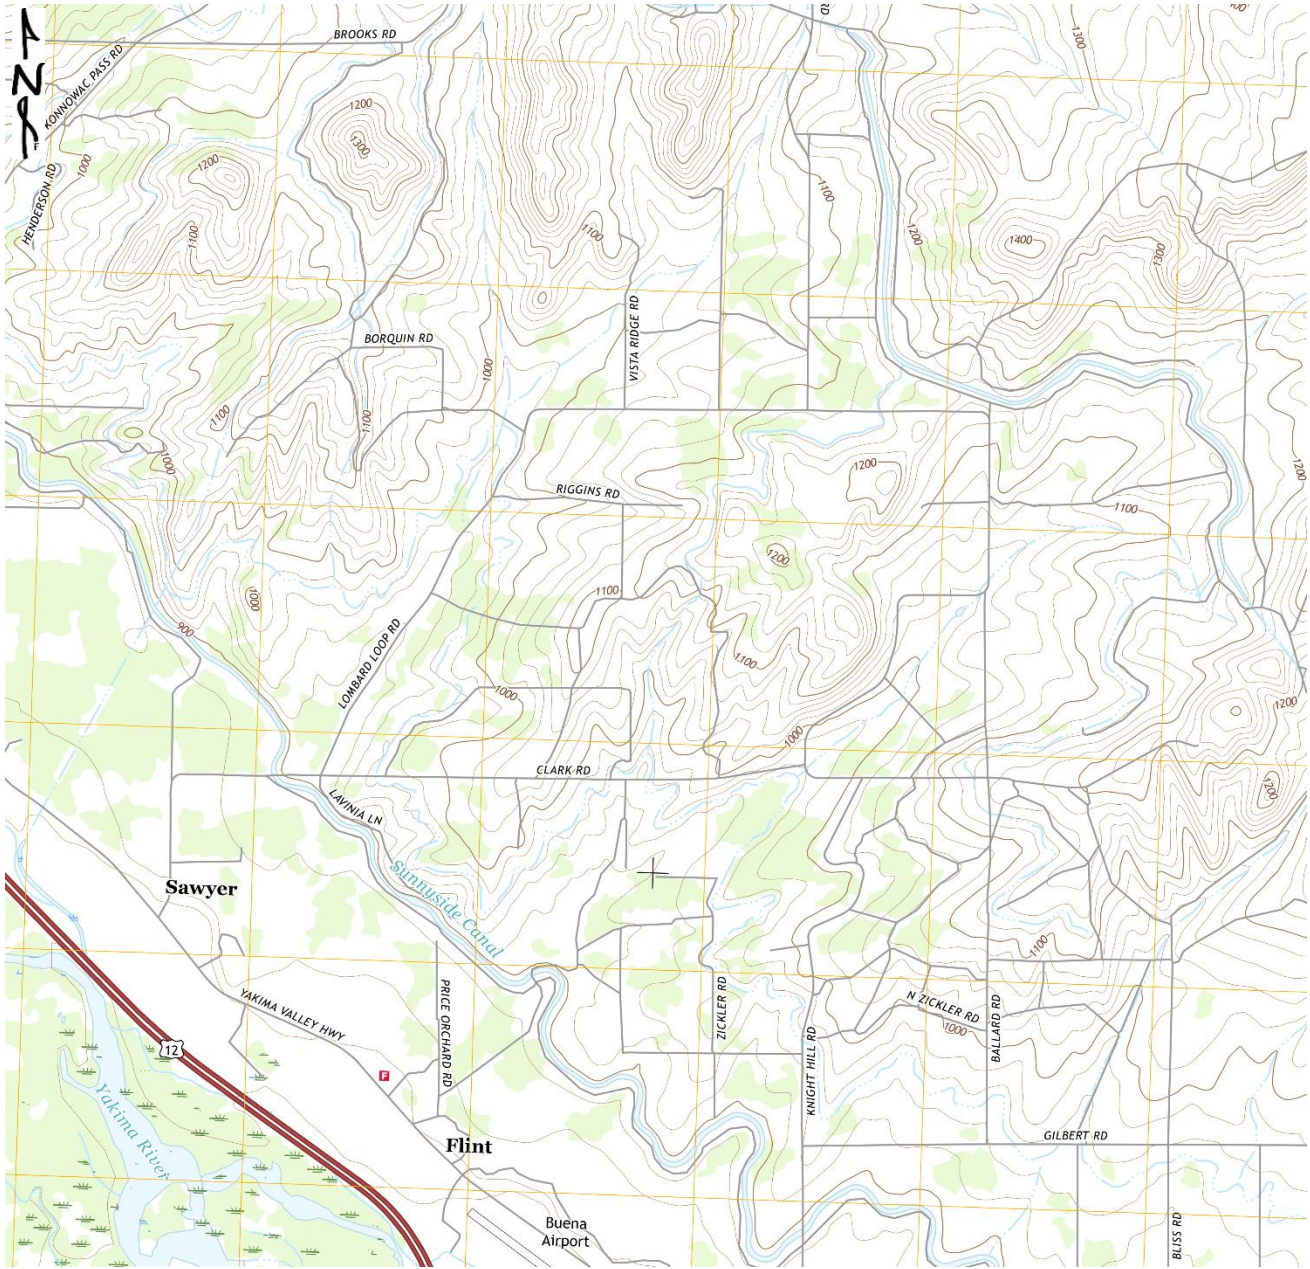 RD
BROOKS RD
1300
N
KONNOWAC PASS RD
1200
1300
F
1000
1200
HENDERSON RD
1100
1200
1100
1100
1400
1300
VISTA RIDGE RD
BORQUIN RD
1000
1100
1100
1000
1200
1200
RIGGINS RD
1100
1200
1000
1100
900
LOMBARD LOOP RD
1100
1000
1200
1000
CLARK RD
1200
LAVINIA LN
Sunnyside Canal
Sawyer
1100
YAKIMA VALLEY HWY
PRICE ORCHARD RD
ZICKLER RD
N ZICKLER RD
1000
BALLARD RD
KNIGHT HILL RD
12
F
Yakima River
Flint
GILBERT RD
Buena
Airport
BLISS RD